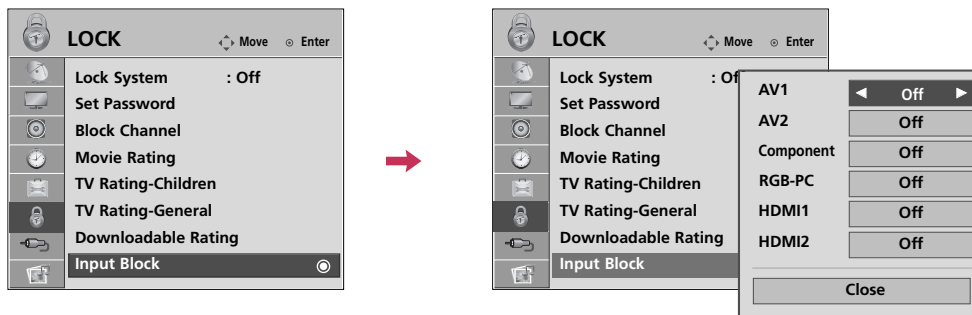 LOCK
Move
Enter
Lock System : Off
Set Password
Block Channel
Movie Rating
TV Rating-Children
TV Rating-General
Downloadable Rating
Input Block
LOCK
Move
Enter
Lock System : Of
Set Password
Block Channel
Movie Rating
TV Rating-Children
TV Rating-General
Downloadable Rating
Input Block
AV1 Off
AV2 Off
Component Off
RGB-PC Off
HDMI1 Off
HDMI2 Off
Close